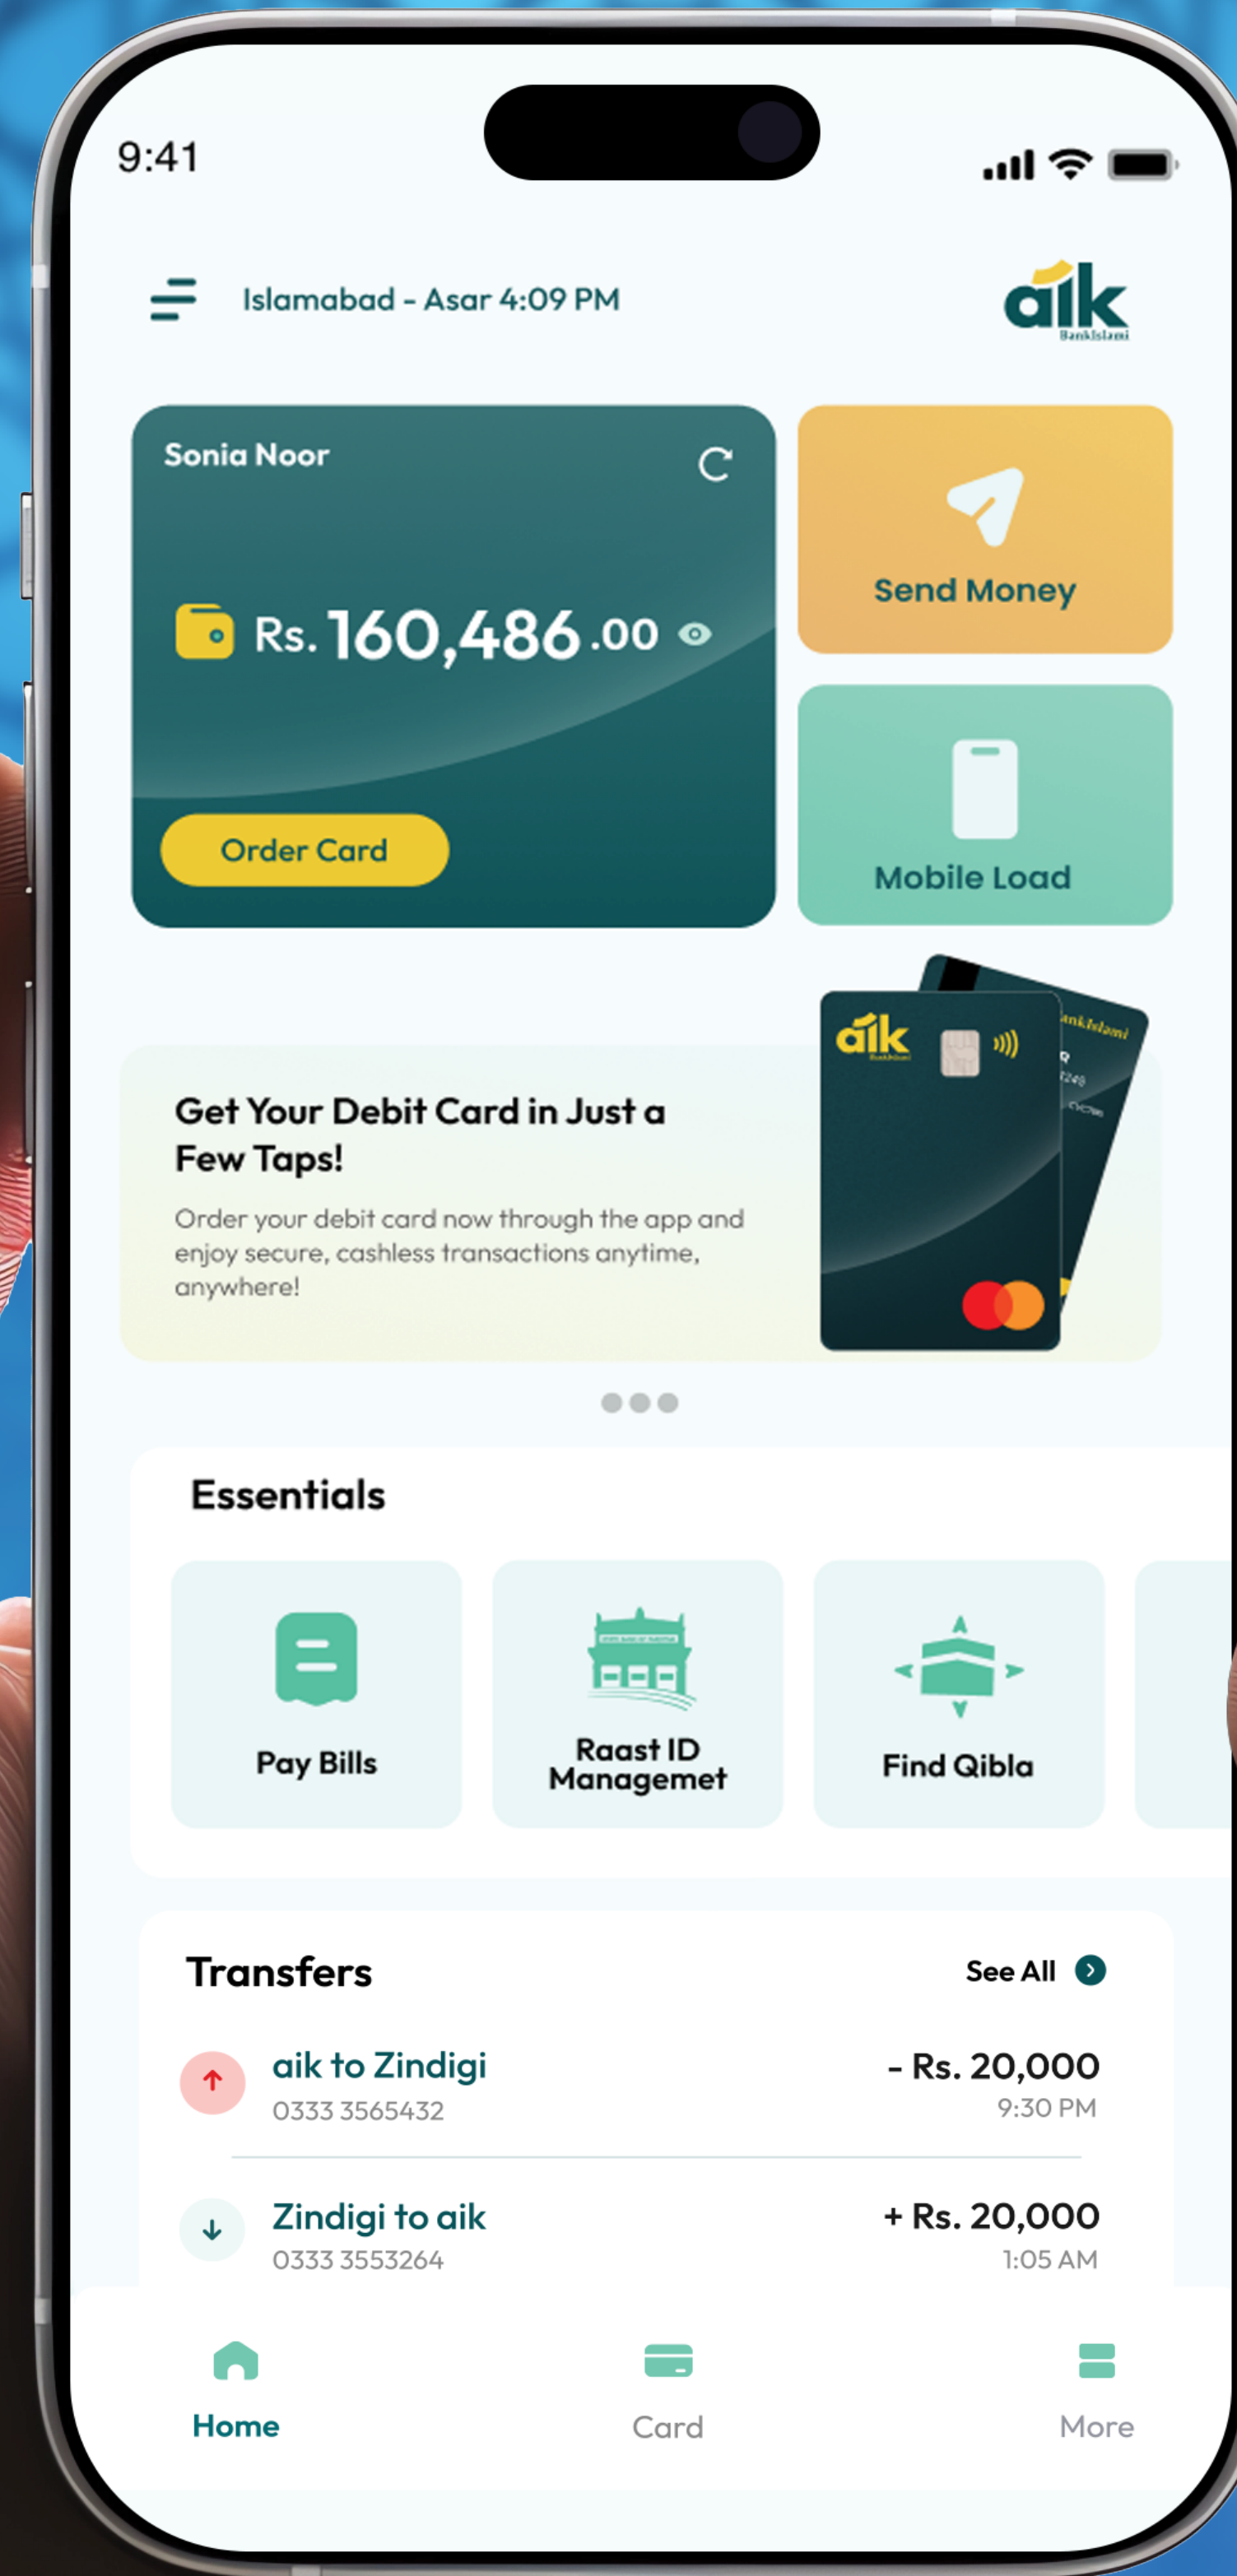 9:41
Islamabad - Asar 4:09 PM
aik
BankIslami
Sonia Noor
Rs. 160,486.00
Order Card
Send Money
Mobile Load
aik
BankIslami
Get Your Debit Card in Just a
Few Taps!
Order your debit card now through the app and
enjoy secure, cashless transactions anytime,
anywhere!
Essentials
Pay Bills
Raast ID
Managemet
Find Qibla
Transfers
See All
aik to Zindigi
- Rs. 20,000
0333 3565432
9:30 PM
Zindigi to aik
+ Rs. 20,000
0333 3553264
1:05 AM
Home
Card
More